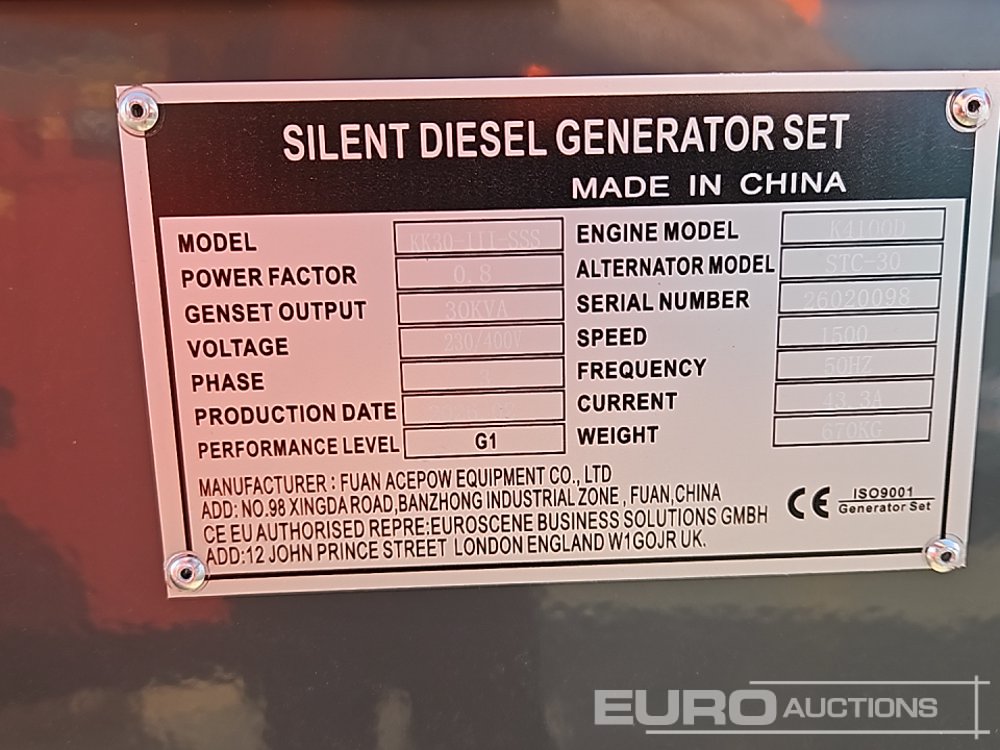 SILENT DIESEL GENERATOR SET
MADE IN CHINA
MODEL KK30-III-SSS
POWER FACTOR 0.8
GENSET OUTPUT 30KVA
VOLTAGE 230/400V
PHASE 3
PRODUCTION DATE
PERFORMANCE LEVEL G1
ENGINE MODEL K4100D
ALTERNATOR MODEL STC-30
SERIAL NUMBER 26020098
SPEED 1500
FREQUENCY 50HZ
CURRENT 43.3A
WEIGHT 670KG
MANUFACTURER : FUAN ACEPOW EQUIPMENT CO., LTD
ADD: NO.98 XINGDA ROAD, BANZHONG INDUSTRIAL ZONE , FUAN,CHINA
CE EU AUTHORISED REPRE:EUROSCENE BUSINESS SOLUTIONS GMBH
ADD:12 JOHN PRINCE STREET LONDON ENGLAND W1GOJR UK.
CE ISO9001
Generator Set
EURO AUCTIONS